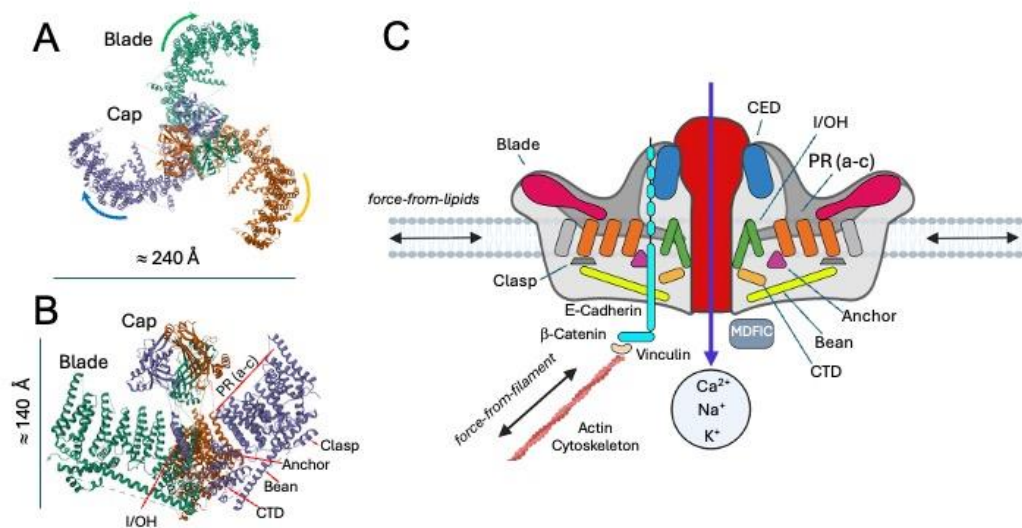 A
Blade
Cap
≈ 240 Å
B
Cap
Blade
≈ 140 Å
PR (a-c)
Clasp
Anchor
Bean
CTD
I/OH
C
CED
I/OH
Blade
PR (a-c)
force-from-lipids
Clasp
E-Cadherin
Anchor
β-Catenin
MDFIC
Bean
Vinculin
CTD
force-from-filament
Actin
Cytoskeleton
Ca²⁺
Na⁺
K⁺